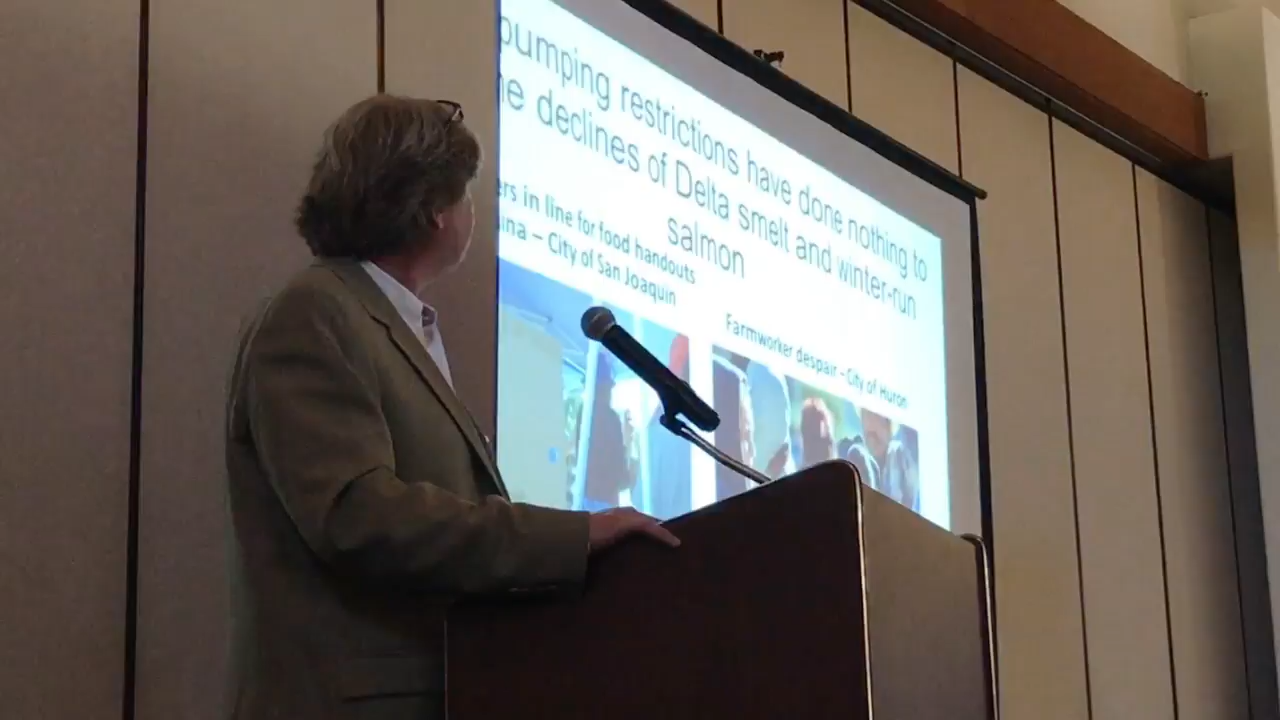 pumping restrictions have done nothing to
he declines of Delta smelt and winter-run
salmon
ers in line for food handouts
ina – City of San Joaquin
Farmworker despair - City of Huron